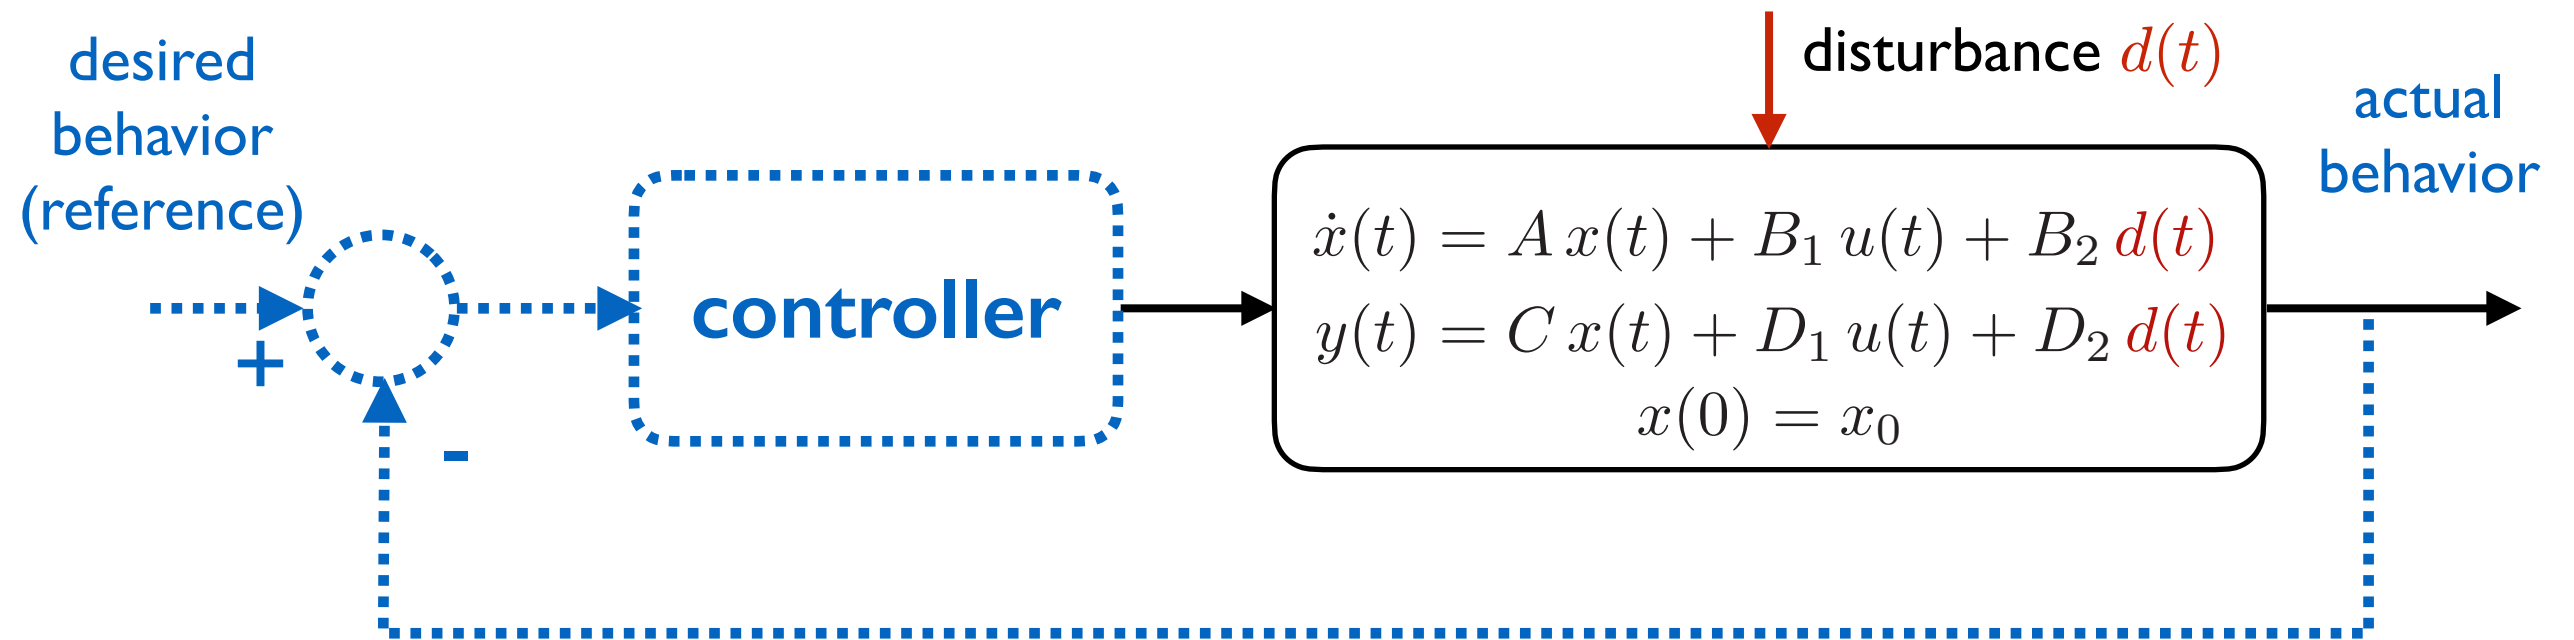 desired
behavior
(reference)
+
-
controller
disturbance d(t)
ẋ(t) = A x(t) + B₁ u(t) + B₂ d(t)
y(t) = C x(t) + D₁ u(t) + D₂ d(t)
x(0) = x₀
actual
behavior